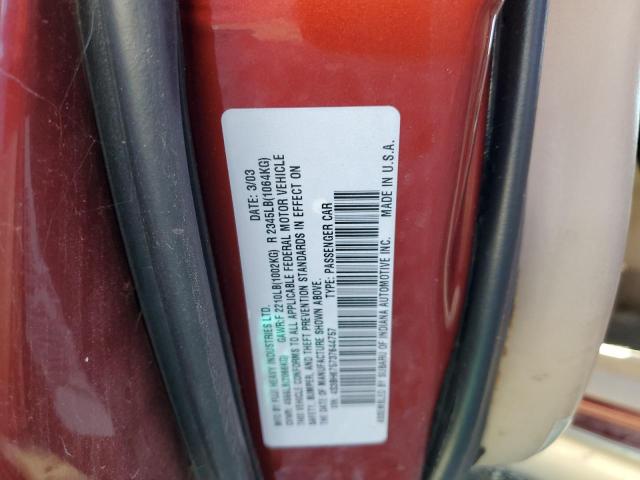 MFD BY FUJI HEAVY INDUSTRIES LTD. DATE: 3/03
GAWR:F 2210LB(1002KG) R 2345LB(1064KG)
THIS VEHICLE CONFORMS TO ALL APPLICABLE FEDERAL MOTOR VEHICLE
SAFETY, BUMPER, AND THEFT PREVENTION STANDARDS IN EFFECT ON
THE DATE OF MANUFACTURE SHOWN ABOVE.
VIN: TYPE: PASSENGER CAR
ASSEMBLED BY SUBARU OF INDIANA AUTOMOTIVE INC. MADE IN U.S.A.